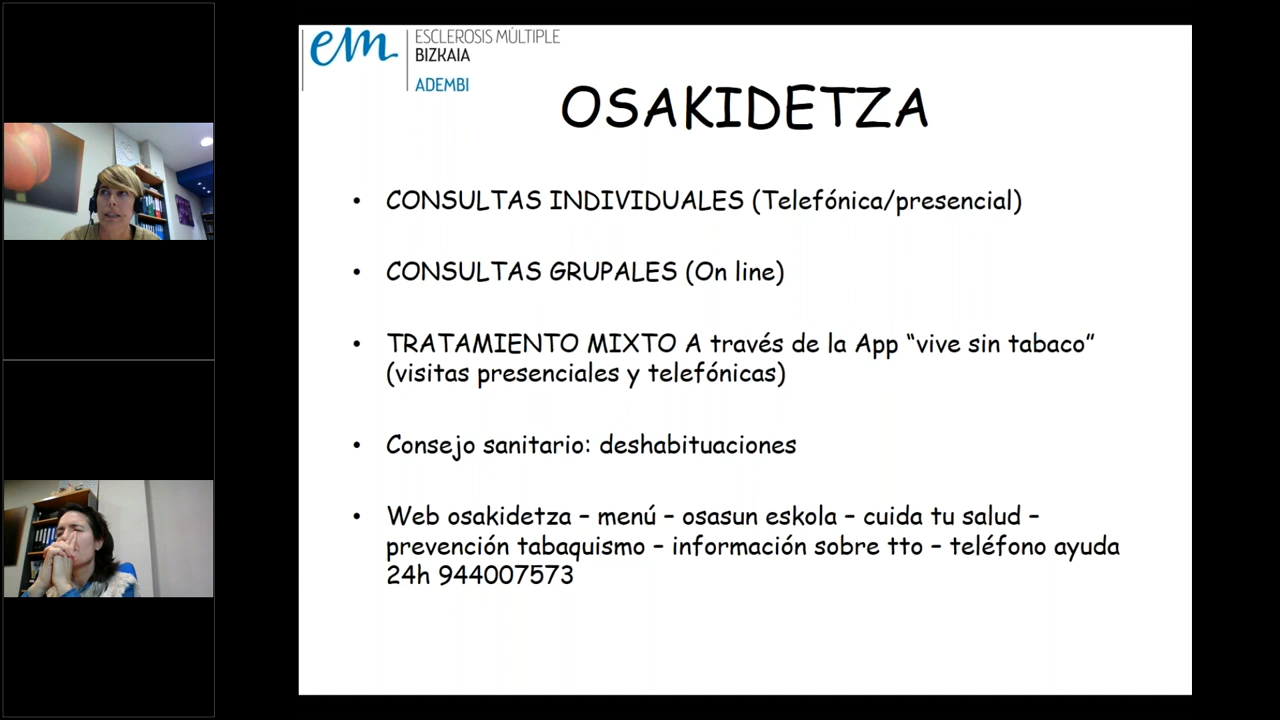 em
ESCLEROSIS MÚLTIPLE
BIZKAIA
ADEMBI
OSAKIDETZA
• CONSULTAS INDIVIDUALES (Telefónica/presencial)
• CONSULTAS GRUPALES (On line)
• TRATAMIENTO MIXTO A través de la App “vive sin tabaco”
(visitas presenciales y telefónicas)
• Consejo sanitario: deshabituaciones
• Web osakidetza – menú – osasun eskola – cuida tu salud –
prevención tabaquismo – información sobre tto – teléfono ayuda
24h 944007573